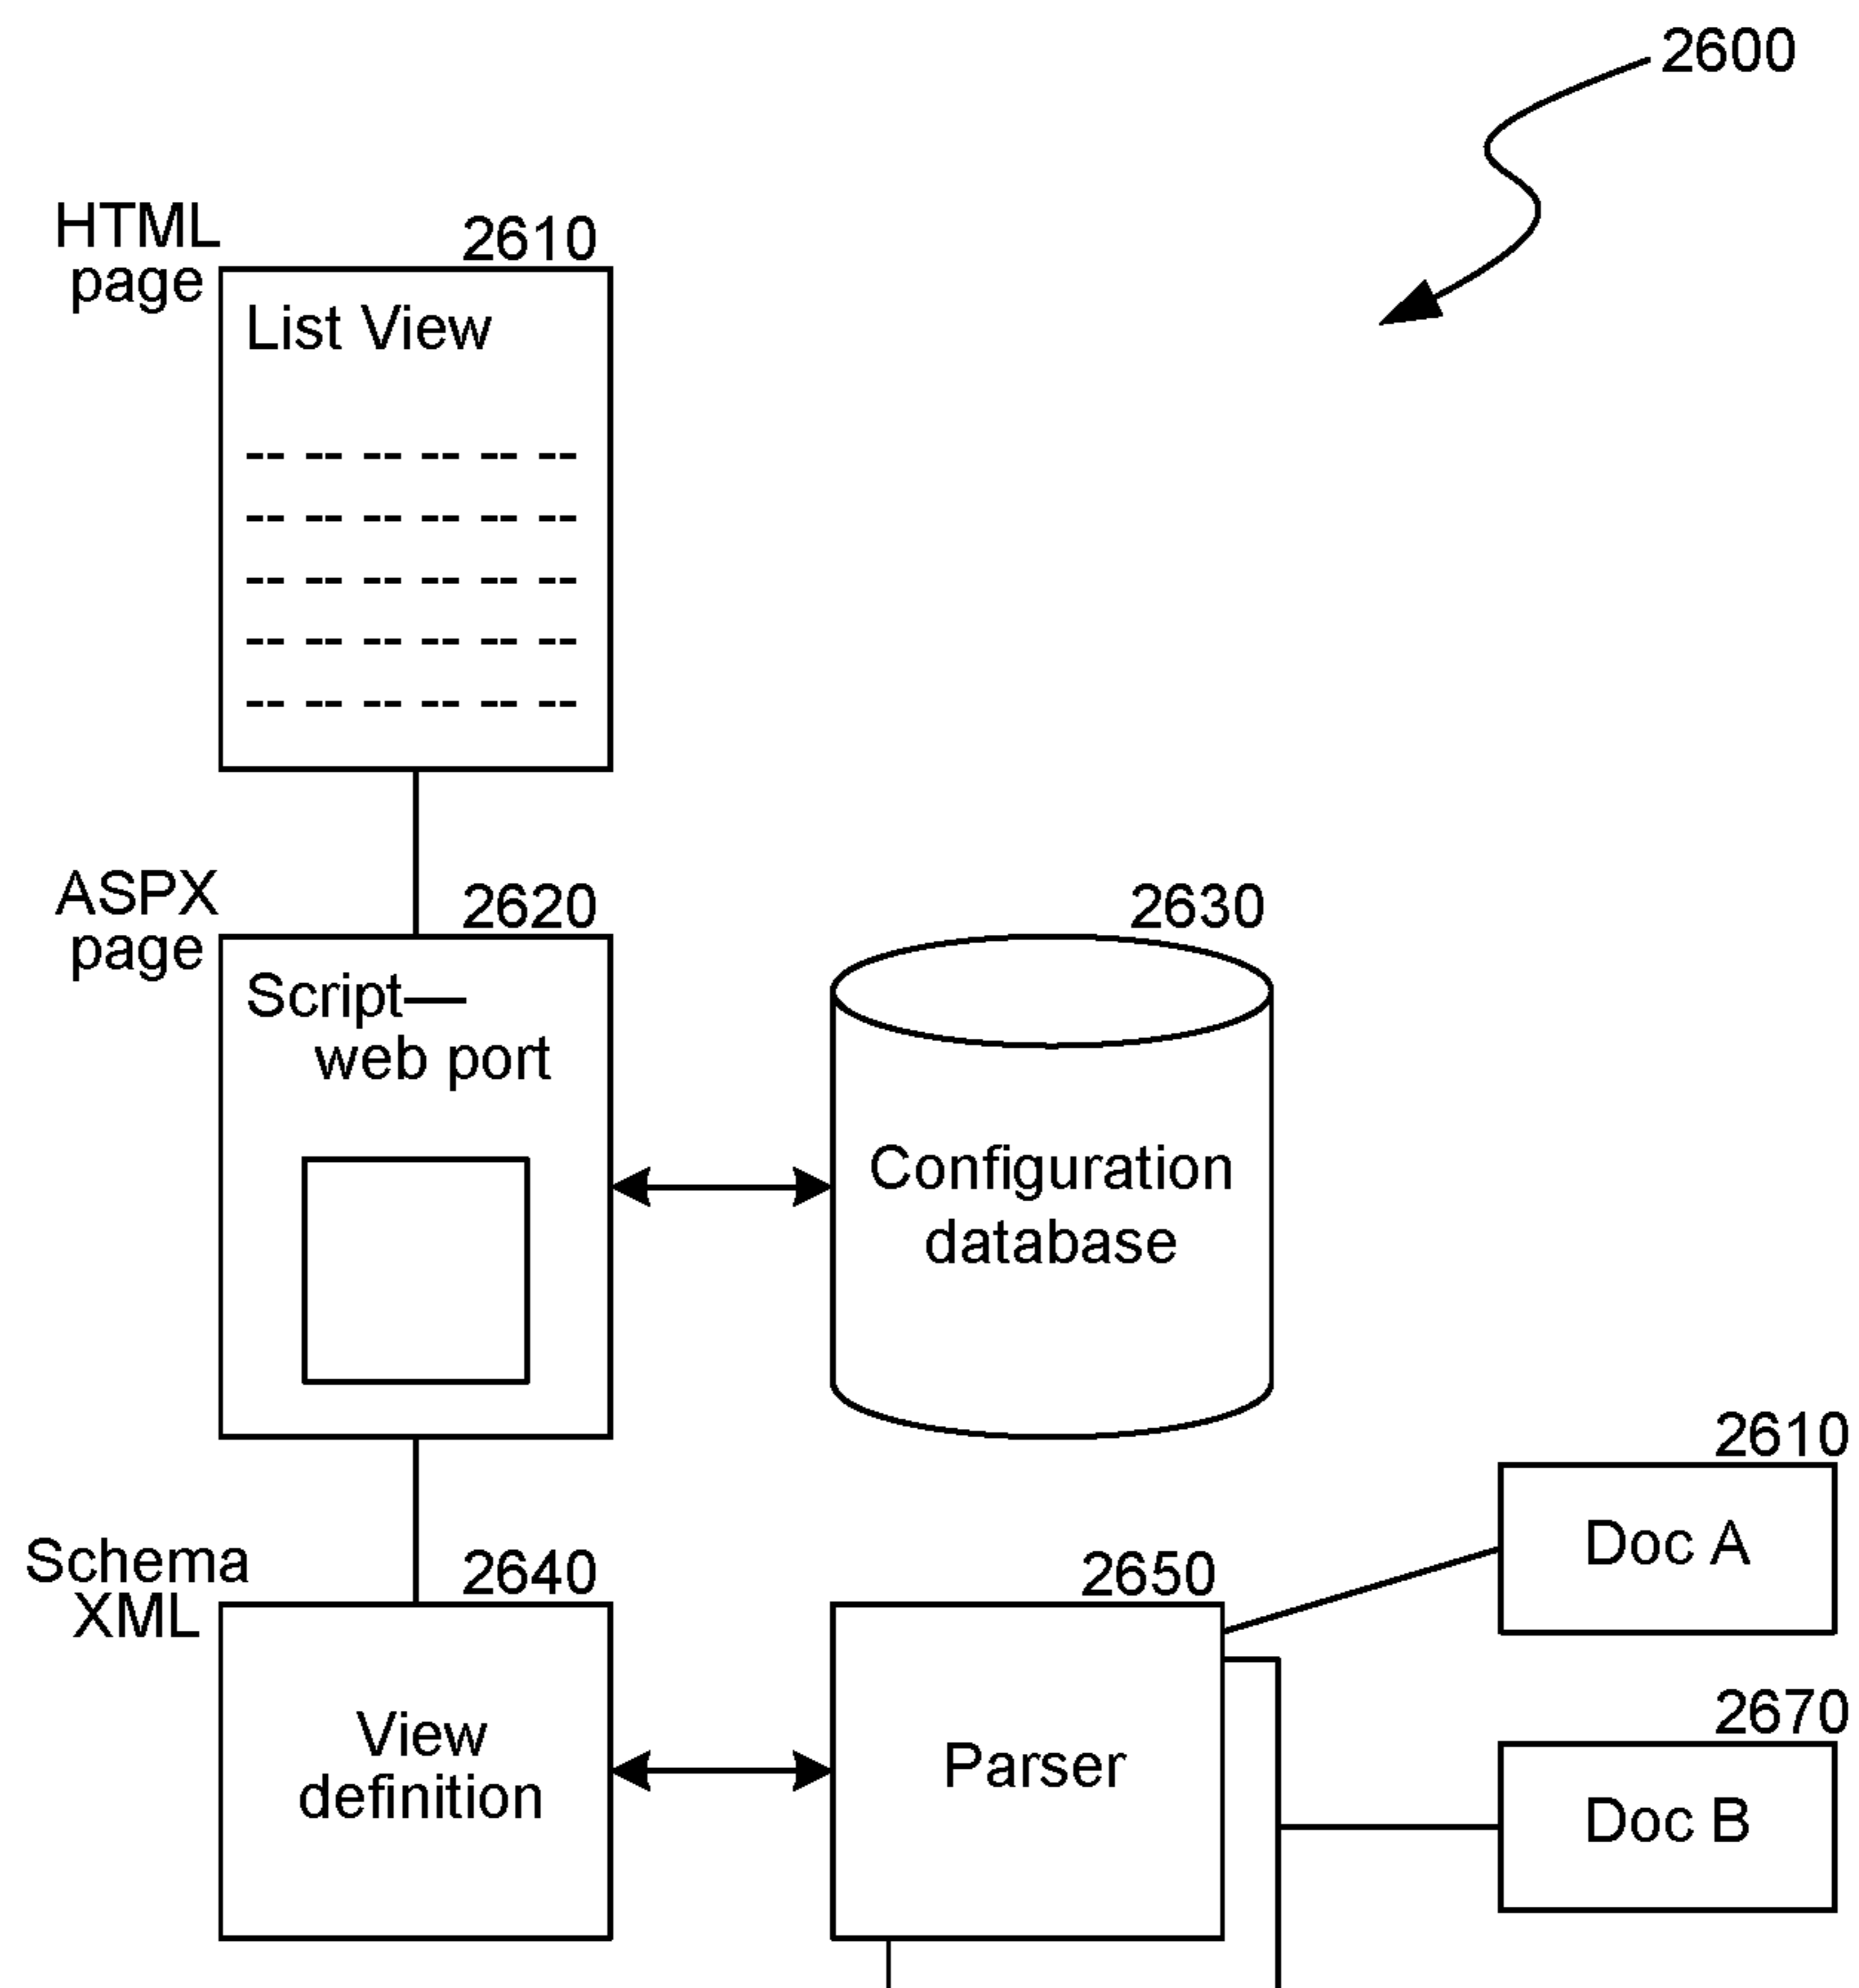 2600
HTML
page
2610
List View
ASPX
page
2620
Script—
web port
2630
Configuration
database
Schema
XML
2640
View
definition
2650
Parser
2610
Doc A
2670
Doc B